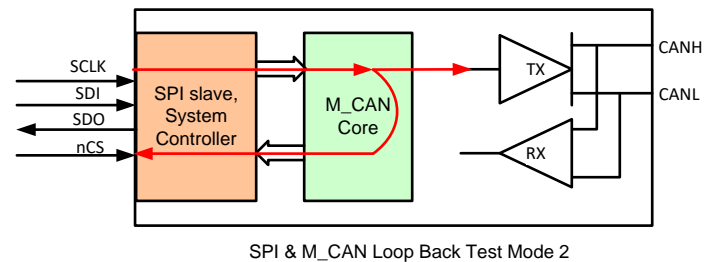 SCLK
SDI
SDO
nCS
SPI slave,
System
Controller
M_CAN
Core
TX
RX
CANH
CANL
SPI & M_CAN Loop Back Test Mode 2